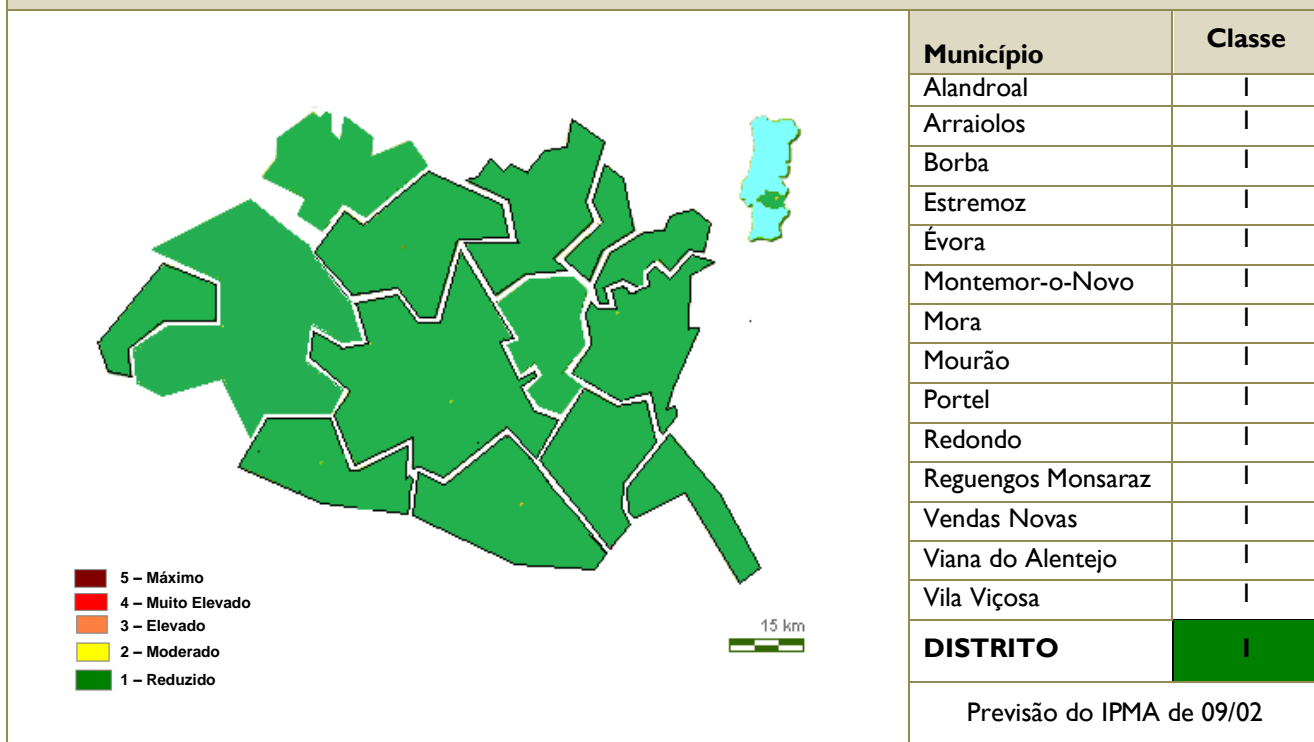 Município Classe
Alandroal 1
Arraiolos 1
Borba 1
Estremoz 1
Évora 1
Montemor-o-Novo 1
Mora 1
Mourão 1
Portel 1
Redondo 1
Reguengos Monsaraz 1
Vendas Novas 1
Viana do Alentejo 1
Vila Viçosa 1
DISTRITO 1
Previsão do IPMA de 09/02
5 – Máximo
4 – Muito Elevado
3 – Elevado
2 – Moderado
1 – Reduzido
15 km